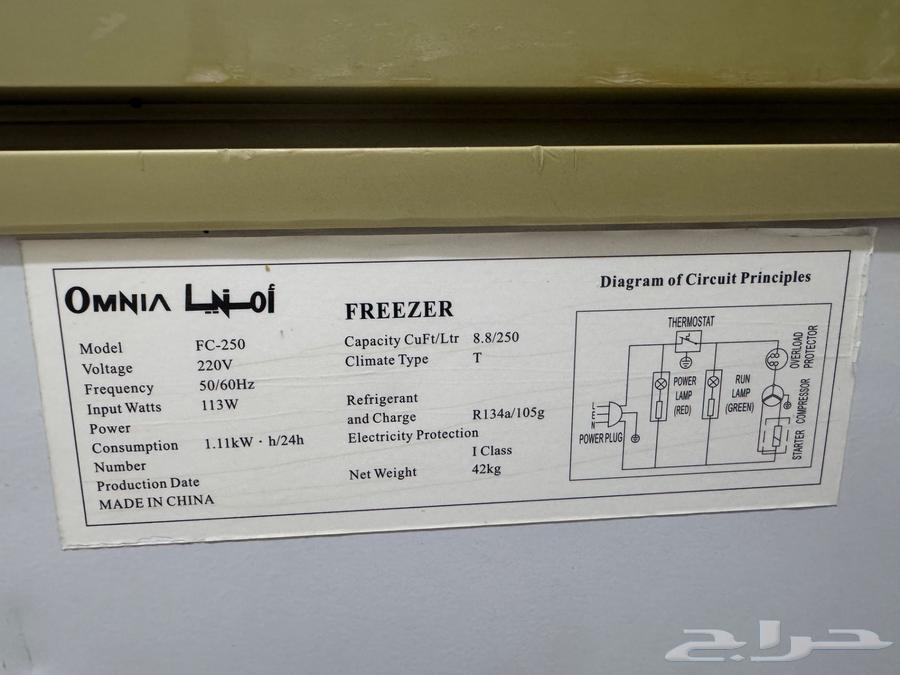 OMNIA أمنيا
FREEZER
Model FC-250
Voltage 220V
Frequency 50/60Hz
Input Watts 113W
Power
Consumption 1.11kW · h/24h
Number
Production Date
MADE IN CHINA
Capacity CuFt/Ltr 8.8/250
Climate Type T
Refrigerant
and Charge R134a/105g
Electricity Protection
I Class
Net Weight 42kg
Diagram of Circuit Principles
THERMOSTAT
OVERLOAD
PROTECTOR
POWER
LAMP
(RED)
RUN
LAMP
(GREEN)
COMPRESSOR
STARTER
L
E
N
POWER PLUG
حراج